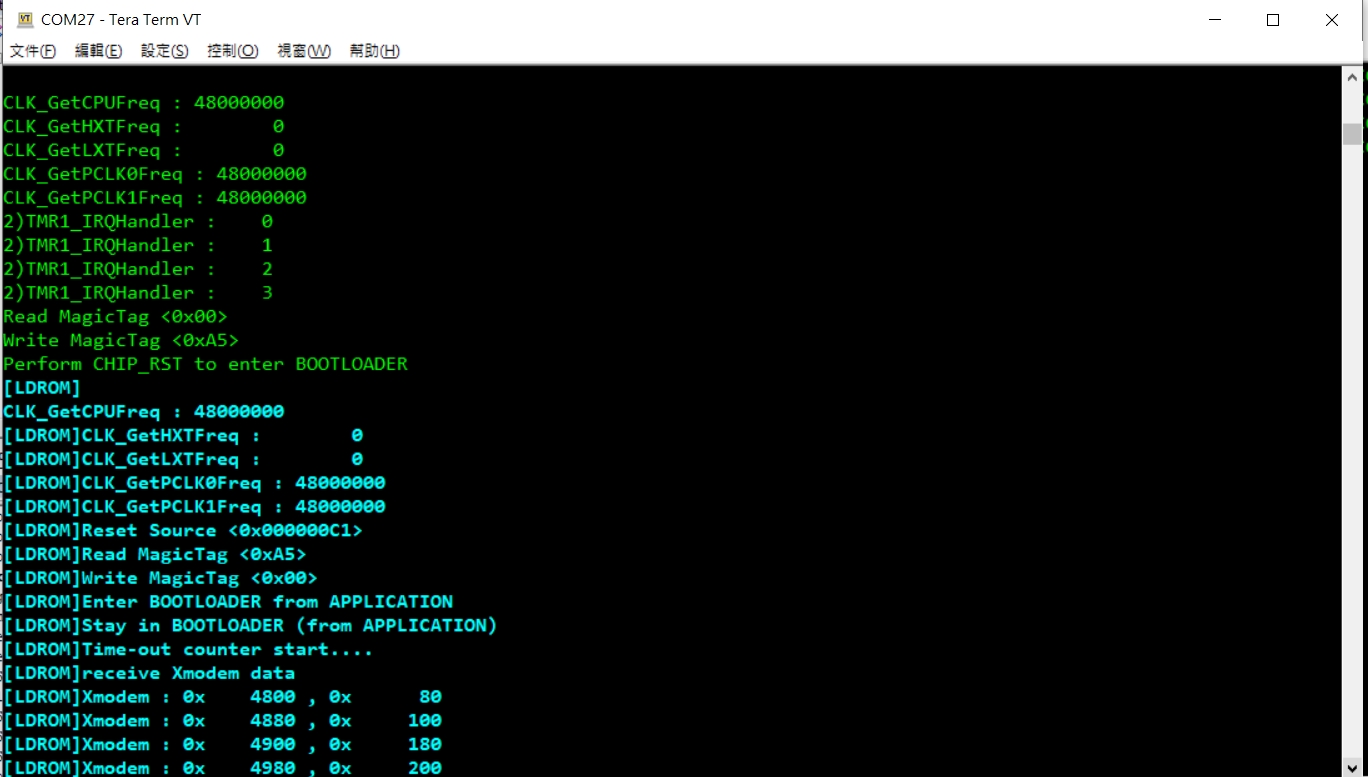 VT COM27 - Tera Term VT
文件(F) 編輯(E) 設定(S) 控制(O) 視窗(W) 幫助(H)
CLK_GetCPUFreq : 48000000
CLK_GetHXTFreq :        0
CLK_GetLXTFreq :        0
CLK_GetPCLK0Freq : 48000000
CLK_GetPCLK1Freq : 48000000
2)TMR1_IRQHandler :    0
2)TMR1_IRQHandler :    1
2)TMR1_IRQHandler :    2
2)TMR1_IRQHandler :    3
Read MagicTag <0x00>
Write MagicTag <0xA5>
Perform CHIP_RST to enter BOOTLOADER
[LDROM]
CLK_GetCPUFreq : 48000000
[LDROM]CLK_GetHXTFreq :        0
[LDROM]CLK_GetLXTFreq :        0
[LDROM]CLK_GetPCLK0Freq : 48000000
[LDROM]CLK_GetPCLK1Freq : 48000000
[LDROM]Reset Source <0x000000C1>
[LDROM]Read MagicTag <0xA5>
[LDROM]Write MagicTag <0x00>
[LDROM]Enter BOOTLOADER from APPLICATION
[LDROM]Stay in BOOTLOADER (from APPLICATION)
[LDROM]Time-out counter start....
[LDROM]receive Xmodem data
[LDROM]Xmodem : 0x    4800 , 0x      80
[LDROM]Xmodem : 0x    4880 , 0x     100
[LDROM]Xmodem : 0x    4900 , 0x     180
[LDROM]Xmodem : 0x    4980 , 0x     200